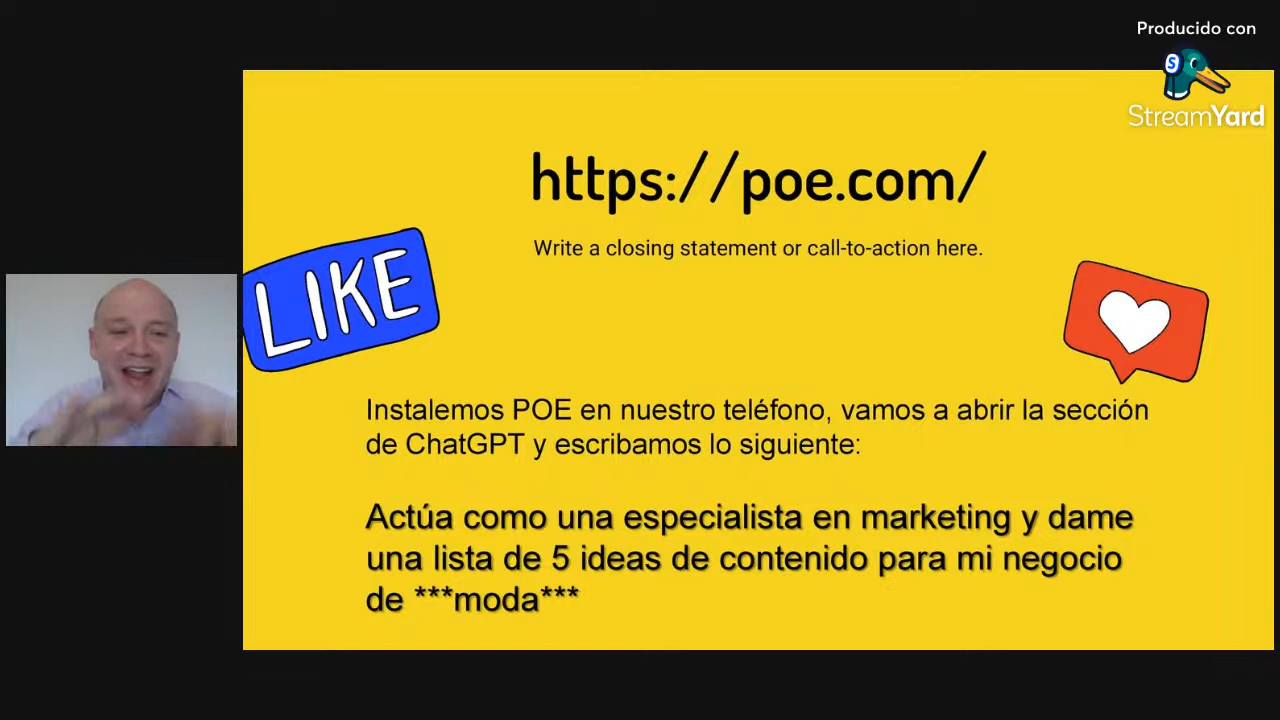 Producido con
S
StreamYard
https://poe.com/
Write a closing statement or call-to-action here.
LIKE
Instalemos POE en nuestro teléfono, vamos a abrir la sección
de ChatGPT y escribamos lo siguiente:
Actúa como una especialista en marketing y dame
una lista de 5 ideas de contenido para mi negocio
de ***moda***